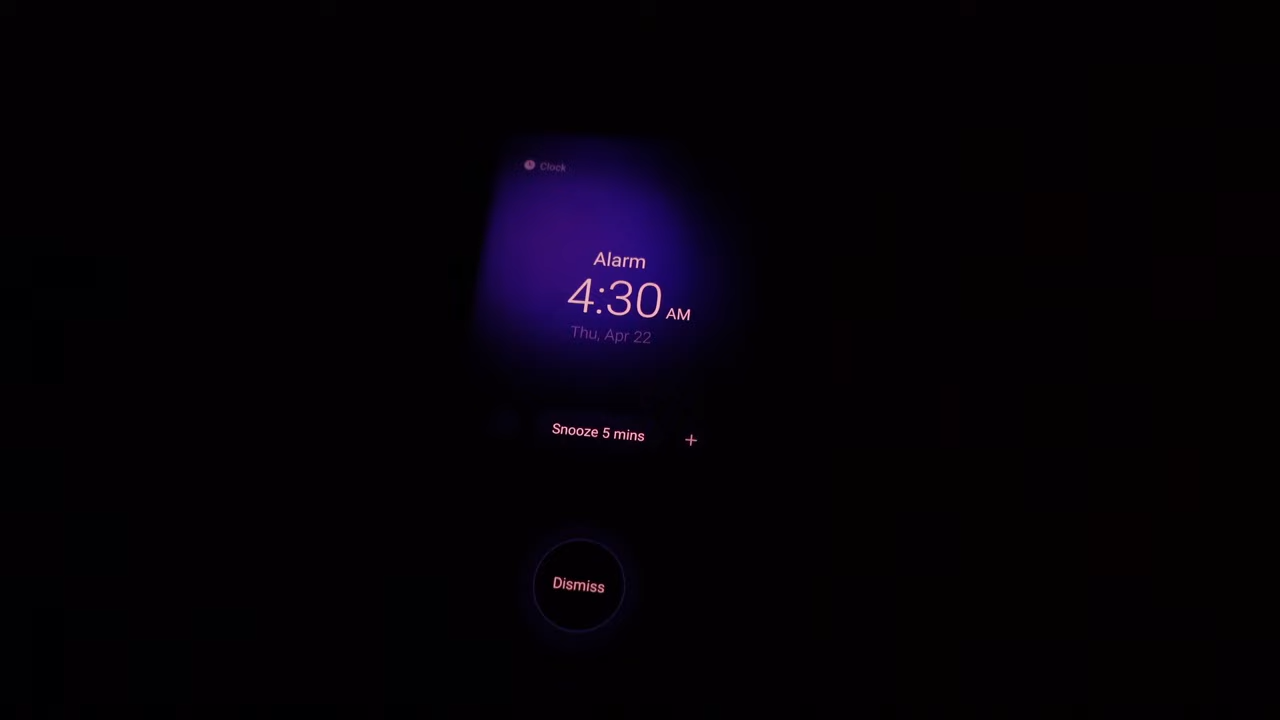 Clock
Alarm
4:30 AM
Thu, Apr 22
Snooze 5 mins +
Dismiss